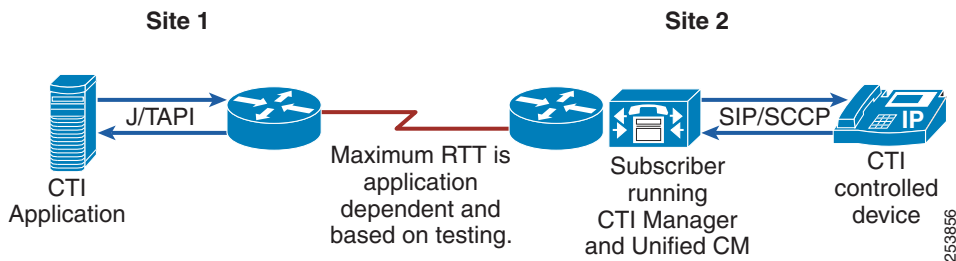 Site 1
Site 2
J/TAPI
SIP/SCCP
IP
CTI
Application
Maximum RTT is
application
dependent and
based on testing.
Subscriber
running
CTI Manager
and Unified CM
CTI
controlled
device
253856